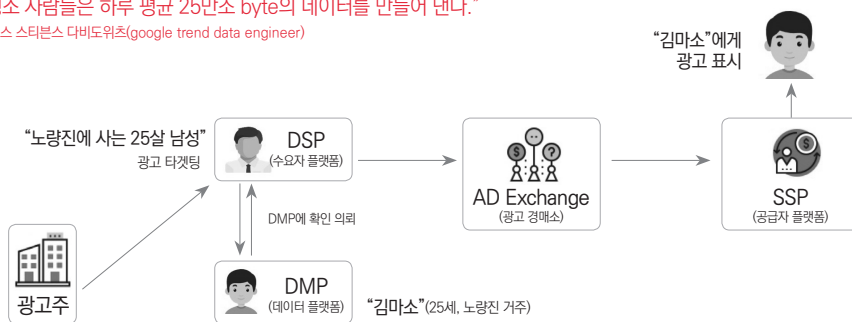 사람들은 하루 평균 25만조 byte의 데이터를 만들어 낸다."
스티븐스 다비도위츠(google trend data engineer)
"김마소"에게
광고 표시
"노량진에 사는 25살 남성"
광고 타겟팅
DSP
(수요자 플랫폼)
AD Exchange
(광고 경매소)
SSP
(공급자 플랫폼)
DMP에 확인 의뢰
광고주
DMP
(데이터 플랫폼)
"김마소"(25세, 노량진 거주)